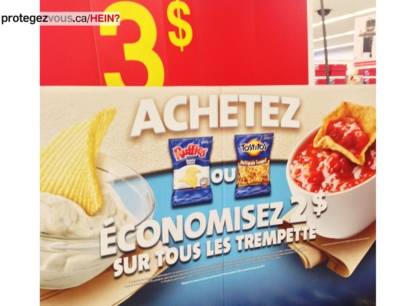 protegezvous.ca/HEIN?
3$
ACHETEZ
Ruffles
Tostitos
OU
ÉCONOMISEZ 2$
SUR TOUS LES TREMPETTE